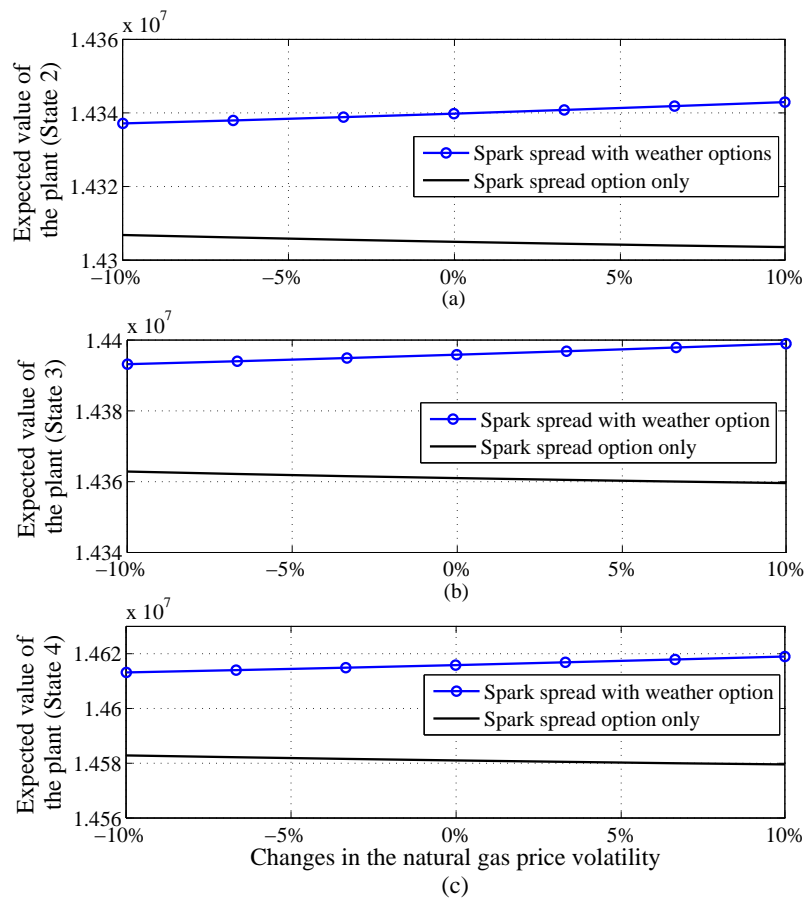 x 10^7
1.436
1.434
1.432
1.43
Expected value of
the plant (State 2)
Spark spread with weather options
Spark spread option only
−10% −5% 0% 5% 10%
(a)
x 10^7
1.44
1.438
1.436
1.434
Expected value of
the plant (State 3)
Spark spread with weather option
Spark spread option only
−10% −5% 0% 5% 10%
(b)
x 10^7
1.462
1.46
1.458
1.456
Expected value of
the plant (State 4)
Spark spread with weather option
Spark spread option only
−10% −5% 0% 5% 10%
Changes in the natural gas price volatility
(c)